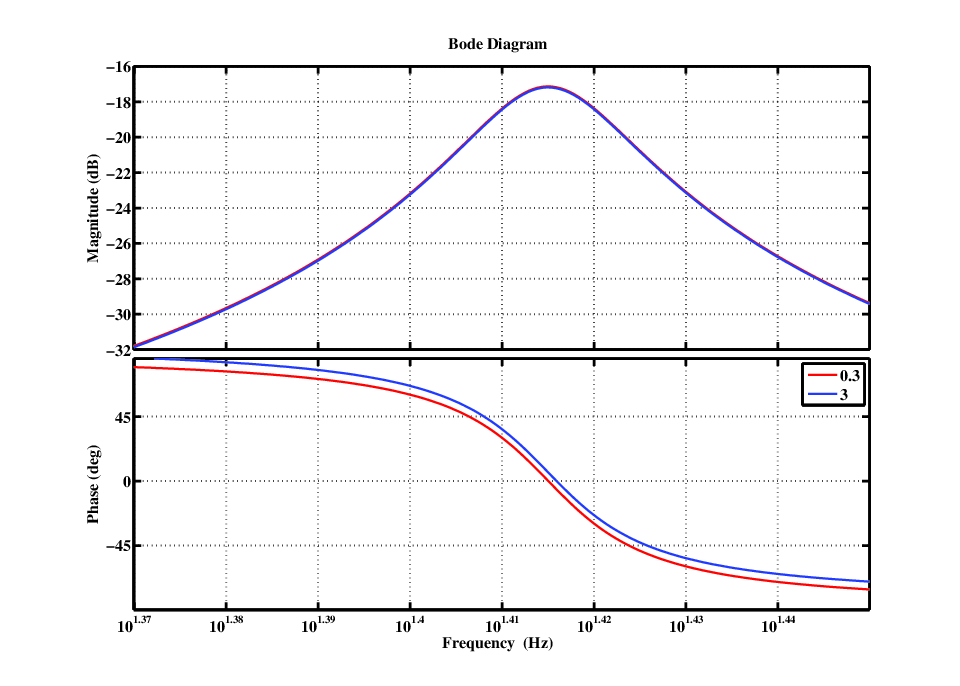 Bode Diagram
−16
−18
−20
−22
−24
−26
−28
−30
−32
Magnitude (dB)
0.3
3
45
0
−45
Phase (deg)
10^1.37 10^1.38 10^1.39 10^1.4 10^1.41 10^1.42 10^1.43 10^1.44
Frequency (Hz)